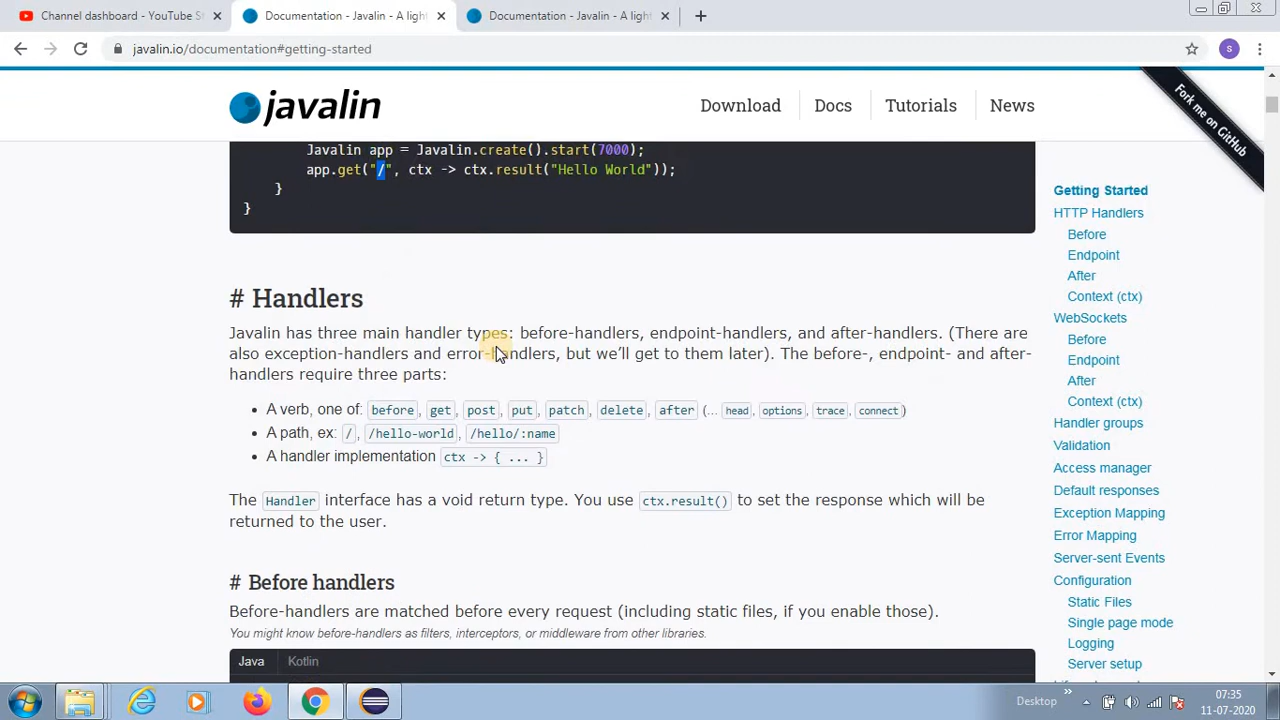 Channel dashboard - YouTube St
Documentation - Javalin - A light
Documentation - Javalin - A light
javalin.io/documentation#getting-started
S
javalin
Download
Docs
Tutorials
News
Fork me on GitHub
Javalin app = Javalin.create().start(7000);
app.get("/", ctx -> ctx.result("Hello World"));
}
}
# Handlers
Javalin has three main handler types: before-handlers, endpoint-handlers, and after-handlers. (There are
also exception-handlers and error-handlers, but we'll get to them later). The before-, endpoint- and after-
handlers require three parts:
• A verb, one of: before, get, post, put, patch, delete, after (... head, options, trace, connect)
• A path, ex: /, /hello-world, /hello/:name
• A handler implementation ctx -> { ... }
The Handler interface has a void return type. You use ctx.result() to set the response which will be
returned to the user.
# Before handlers
Before-handlers are matched before every request (including static files, if you enable those).
You might know before-handlers as filters, interceptors, or middleware from other libraries.
Java
Kotlin
Getting Started
HTTP Handlers
Before
Endpoint
After
Context (ctx)
WebSockets
Before
Endpoint
After
Context (ctx)
Handler groups
Validation
Access manager
Default responses
Exception Mapping
Error Mapping
Server-sent Events
Configuration
Static Files
Single page mode
Logging
Server setup
Desktop
07:35
11-07-2020